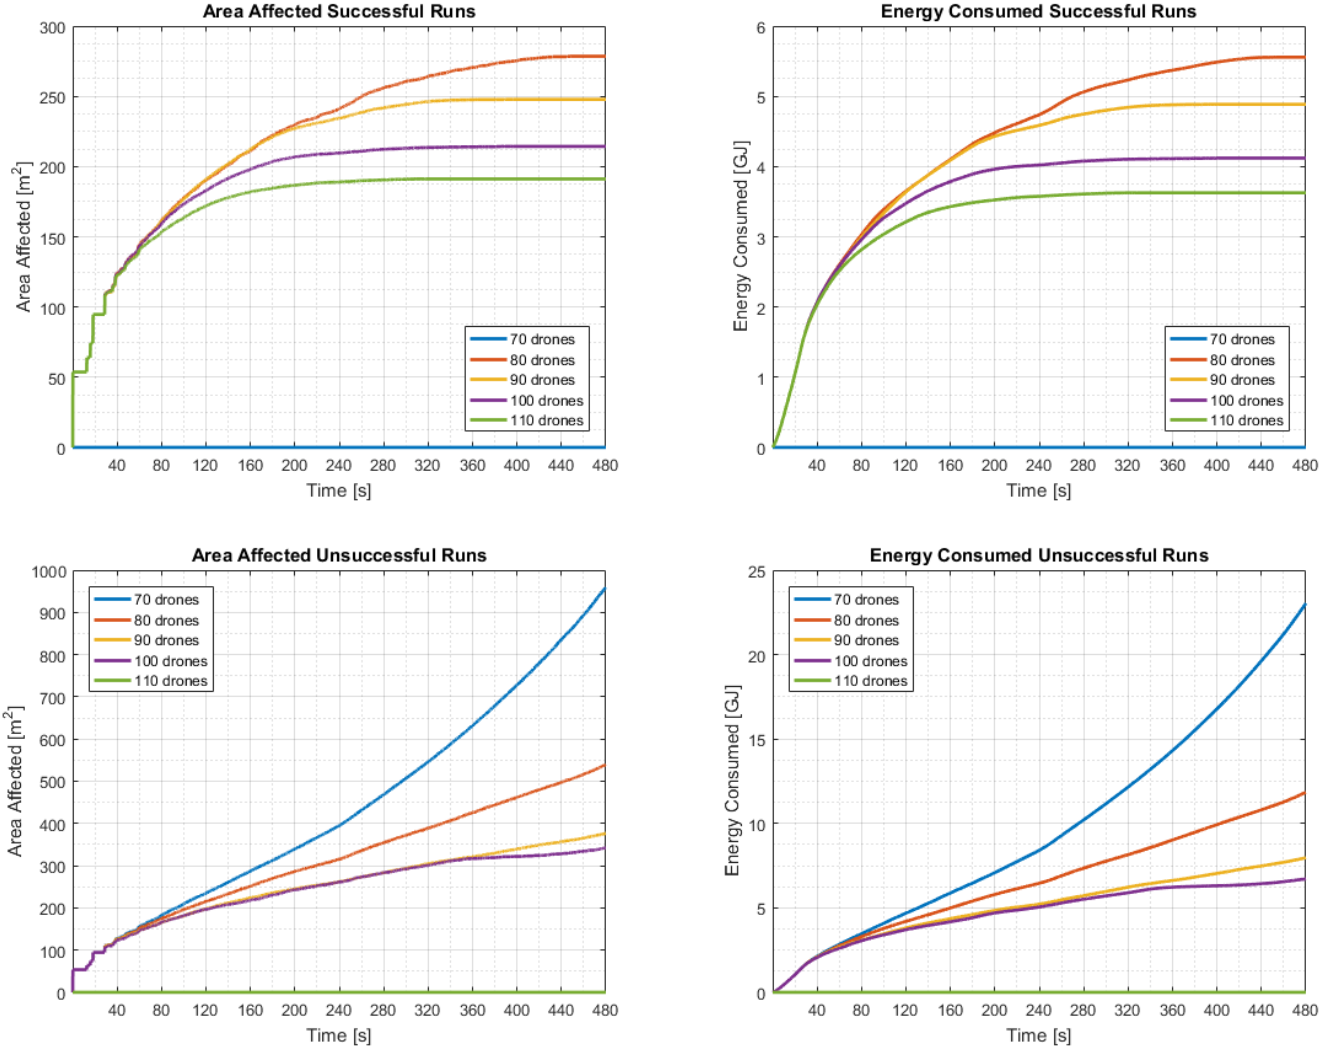 Area Affected Successful Runs
Area Affected [m²]
300
250
200
150
100
50
0
40 80 120 160 200 240 280 320 360 400 440 480
Time [s]
70 drones
80 drones
90 drones
100 drones
110 drones
Energy Consumed Successful Runs
Energy Consumed [GJ]
6
5
4
3
2
1
0
40 80 120 160 200 240 280 320 360 400 440 480
Time [s]
70 drones
80 drones
90 drones
100 drones
110 drones
Area Affected Unsuccessful Runs
Area Affected [m²]
1000
900
800
700
600
500
400
300
200
100
0
40 80 120 160 200 240 280 320 360 400 440 480
Time [s]
70 drones
80 drones
90 drones
100 drones
110 drones
Energy Consumed Unsuccessful Runs
Energy Consumed [GJ]
25
20
15
10
5
0
40 80 120 160 200 240 280 320 360 400 440 480
Time [s]
70 drones
80 drones
90 drones
100 drones
110 drones